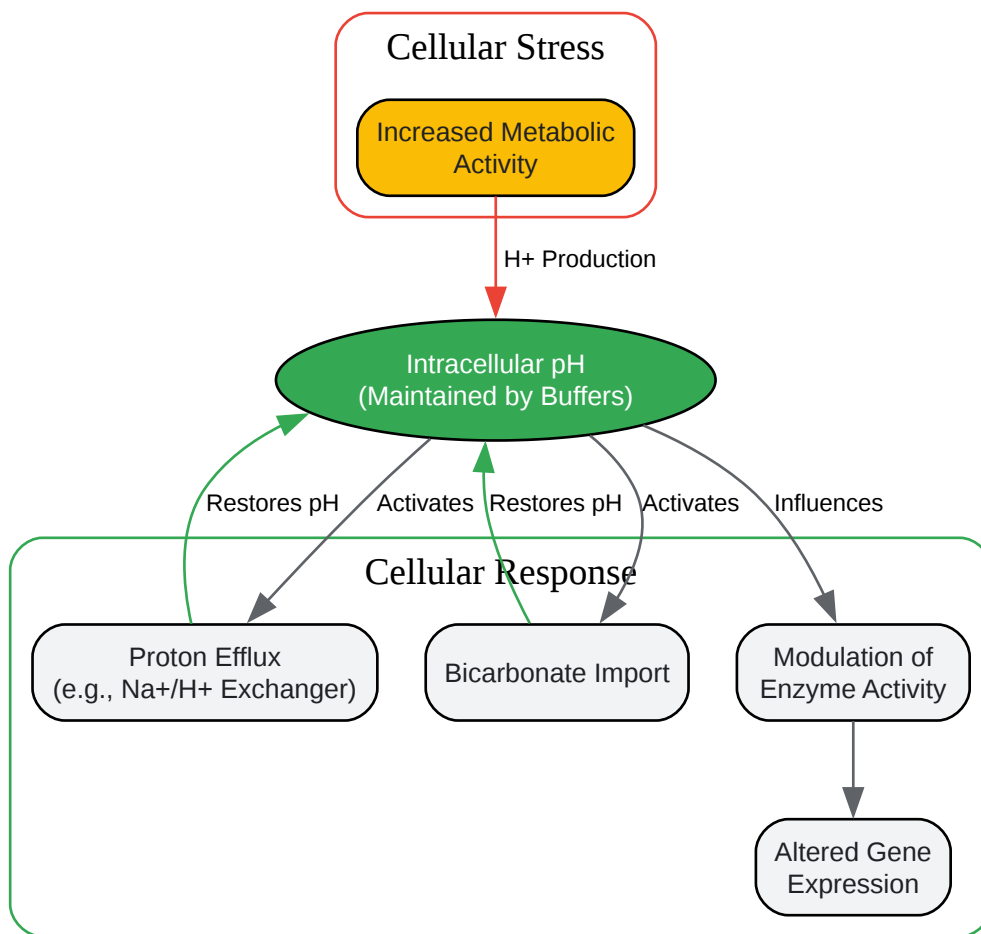 Cellular Stress
Increased Metabolic
Activity
H+ Production
Intracellular pH
(Maintained by Buffers)
Restores pH
Activates
Restores pH
Activates
Influences
Cellular Response
Proton Efflux
(e.g., Na+/H+ Exchanger)
Bicarbonate Import
Modulation of
Enzyme Activity
Altered Gene
Expression